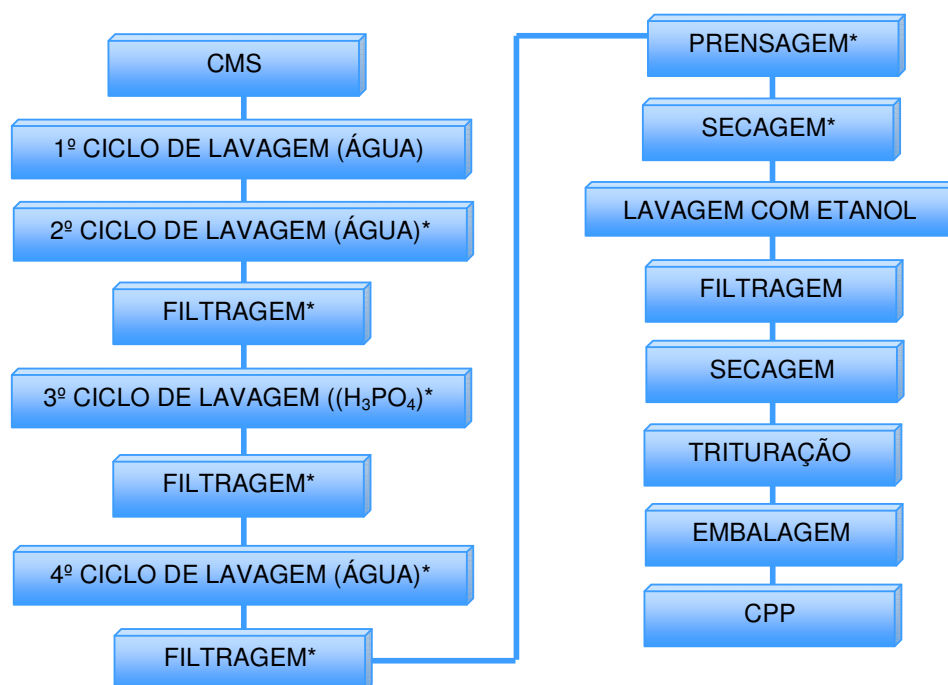 CMS
1º CICLO DE LAVAGEM (ÁGUA)
2º CICLO DE LAVAGEM (ÁGUA)*
FILTRAGEM*
3º CICLO DE LAVAGEM ((H₃PO₄)*
FILTRAGEM*
4º CICLO DE LAVAGEM (ÁGUA)*
FILTRAGEM*
PRENSAGEM*
SECAGEM*
LAVAGEM COM ETANOL
FILTRAGEM
SECAGEM
TRITURAÇÃO
EMBALAGEM
CPP